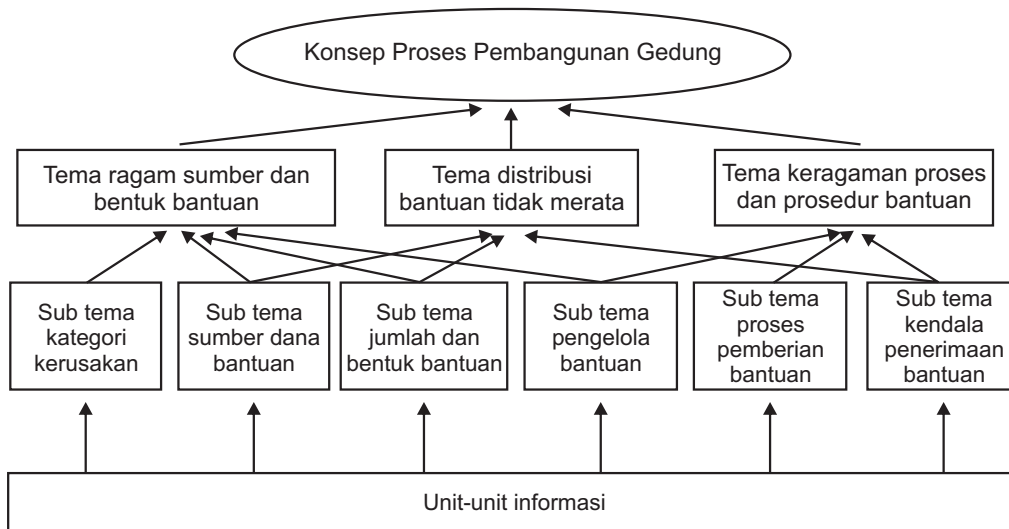 Konsep Proses Pembangunan Gedung
Tema ragam sumber dan
bentuk bantuan
Tema distribusi
bantuan tidak merata
Tema keragaman proses
dan prosedur bantuan
Sub tema
kategori
kerusakan
Sub tema
sumber dana
bantuan
Sub tema
jumlah dan
bentuk bantuan
Sub tema
pengelola
bantuan
Sub tema
proses
pemberian
bantuan
Sub tema
kendala
penerimaan
bantuan
Unit-unit informasi